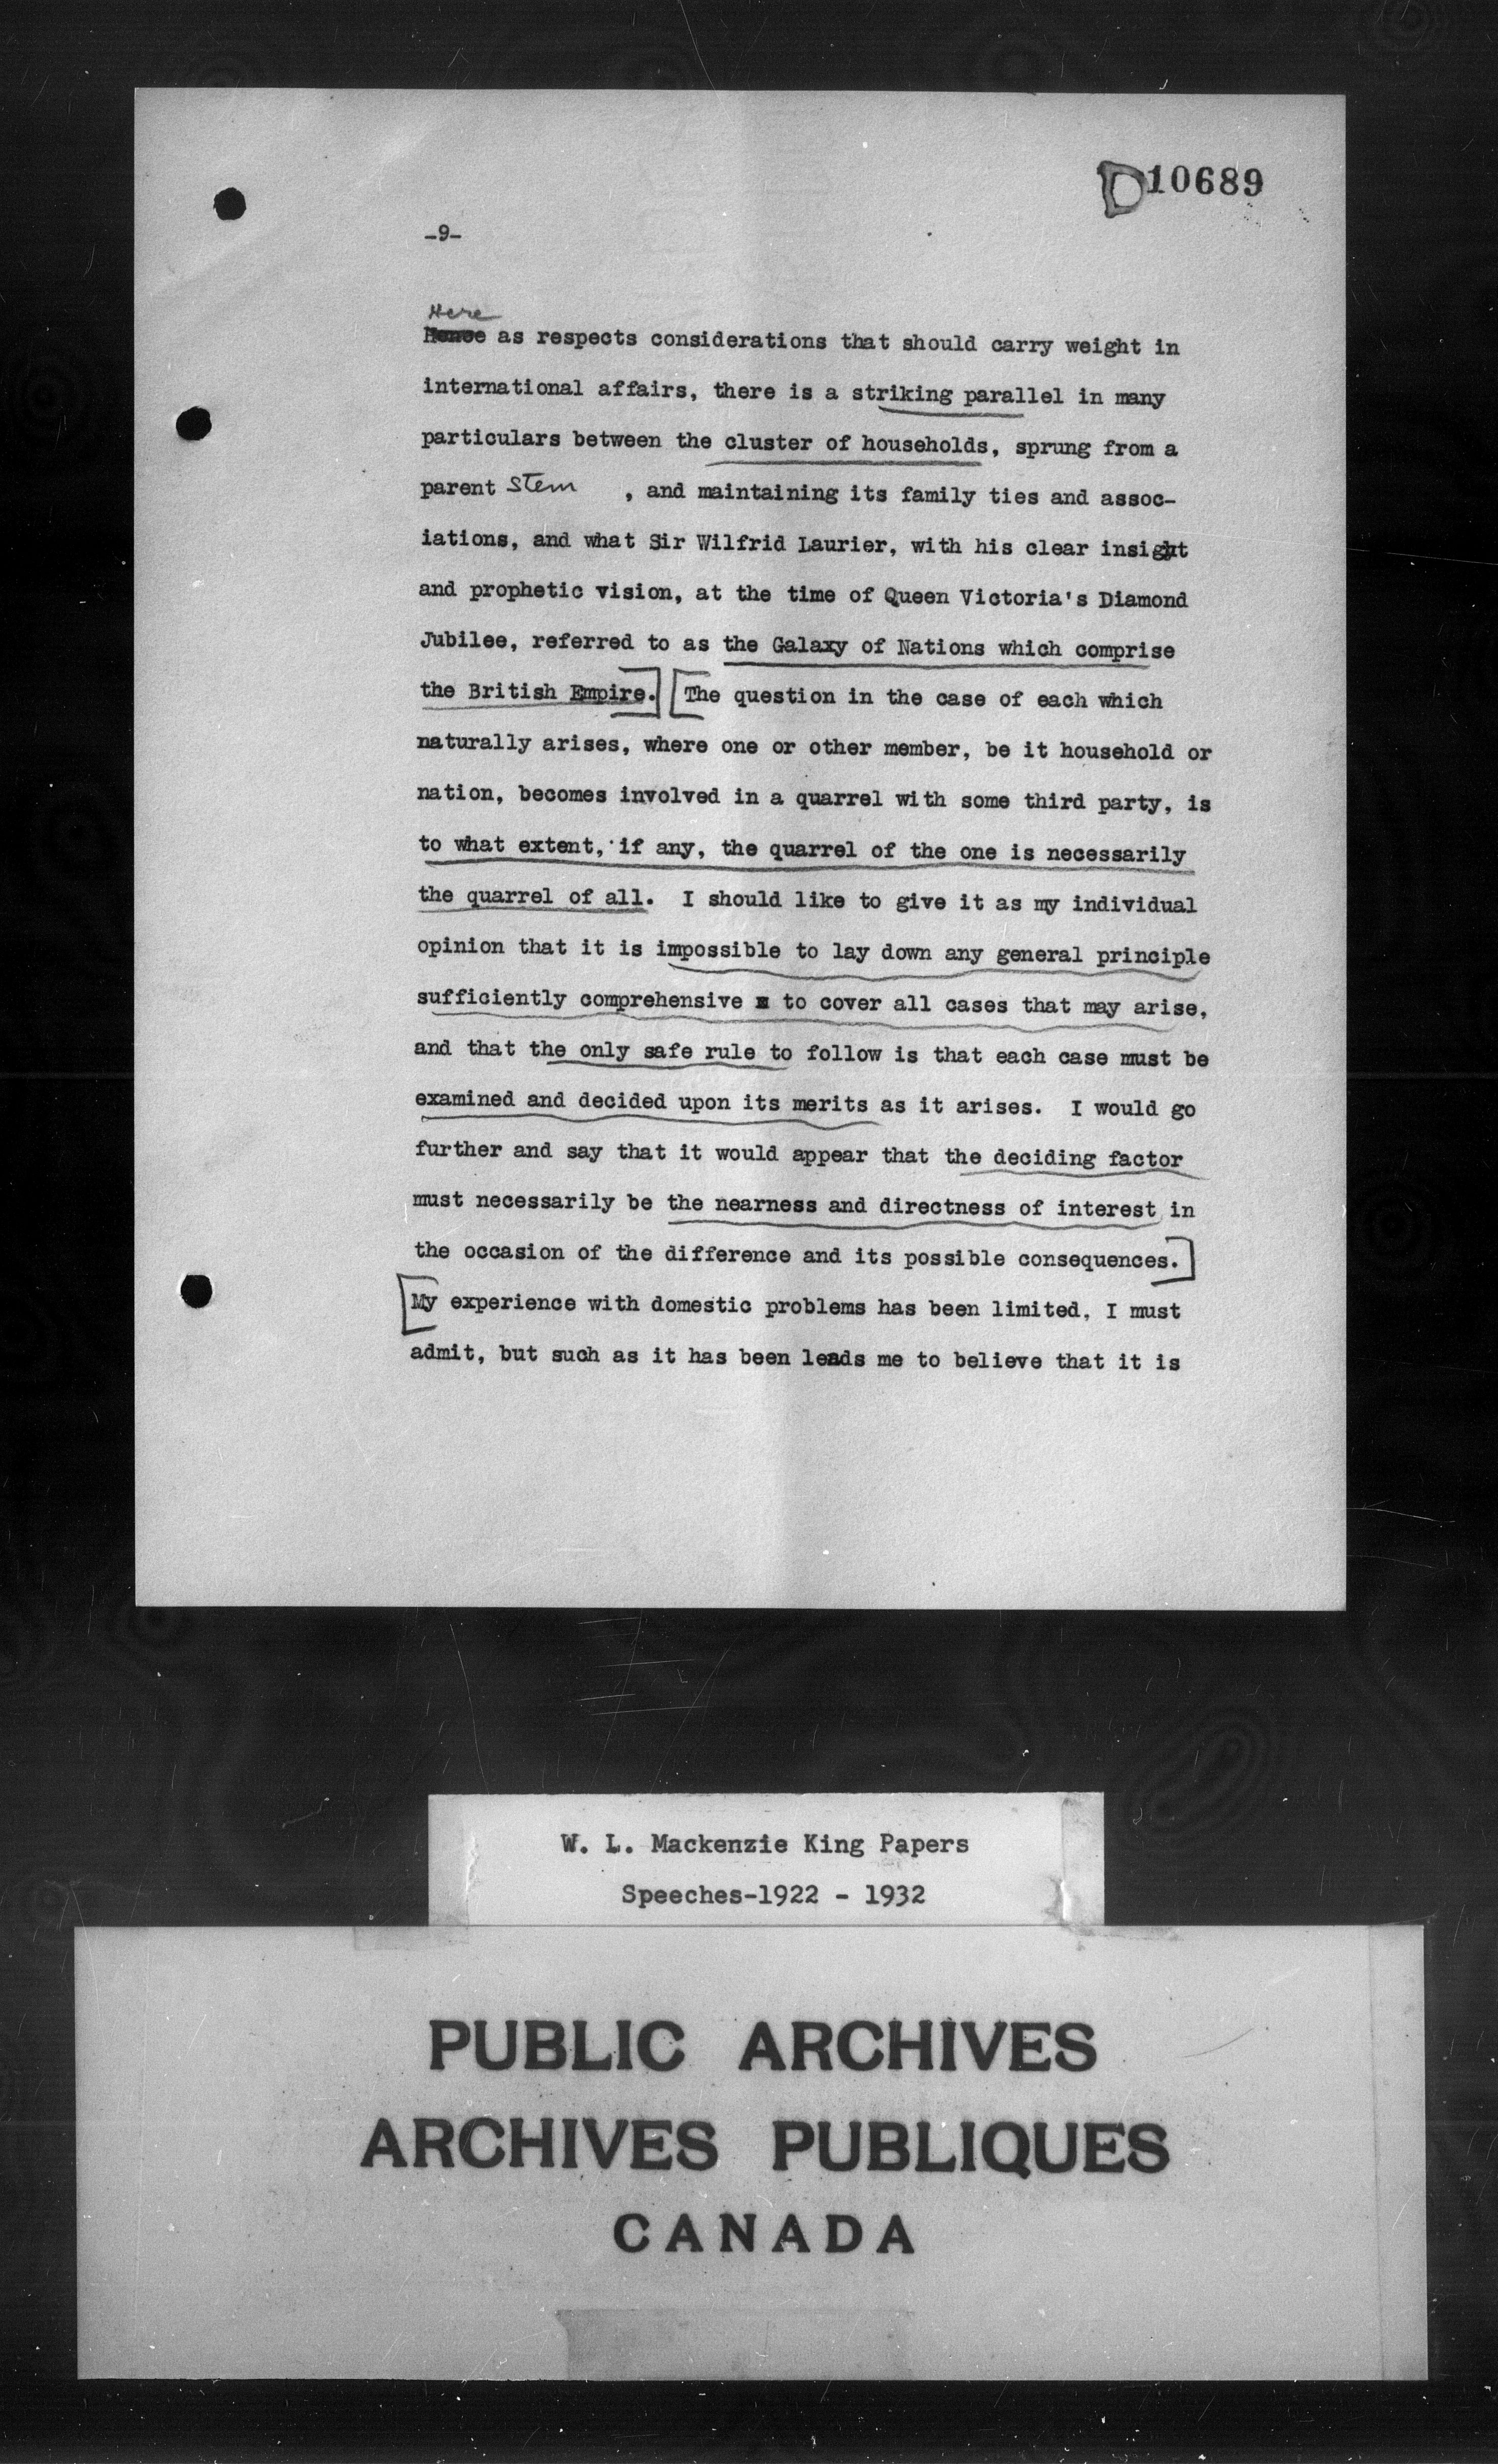 D10689
-9-
Here
Hence as respects considerations that should carry weight in
international affairs, there is a striking parallel in many
particulars between the cluster of households, sprung from a
parent stem , and maintaining its family ties and assoc-
iations, and what Sir Wilfrid Laurier, with his clear insight
and prophetic vision, at the time of Queen Victoria's Diamond
Jubilee, referred to as the Galaxy of Nations which comprise
the British Empire.] [The question in the case of each which
naturally arises, where one or other member, be it household or
nation, becomes involved in a quarrel with some third party, is
to what extent, if any, the quarrel of the one is necessarily
the quarrel of all. I should like to give it as my individual
opinion that it is impossible to lay down any general principle
sufficiently comprehensive to cover all cases that may arise,
and that the only safe rule to follow is that each case must be
examined and decided upon its merits as it arises. I would go
further and say that it would appear that the deciding factor
must necessarily be the nearness and directness of interest in
the occasion of the difference and its possible consequences.]
[My experience with domestic problems has been limited, I must
admit, but such as it has been leads me to believe that it is
W. L. Mackenzie King Papers
Speeches-1922 - 1932
PUBLIC ARCHIVES
ARCHIVES PUBLIQUES
CANADA